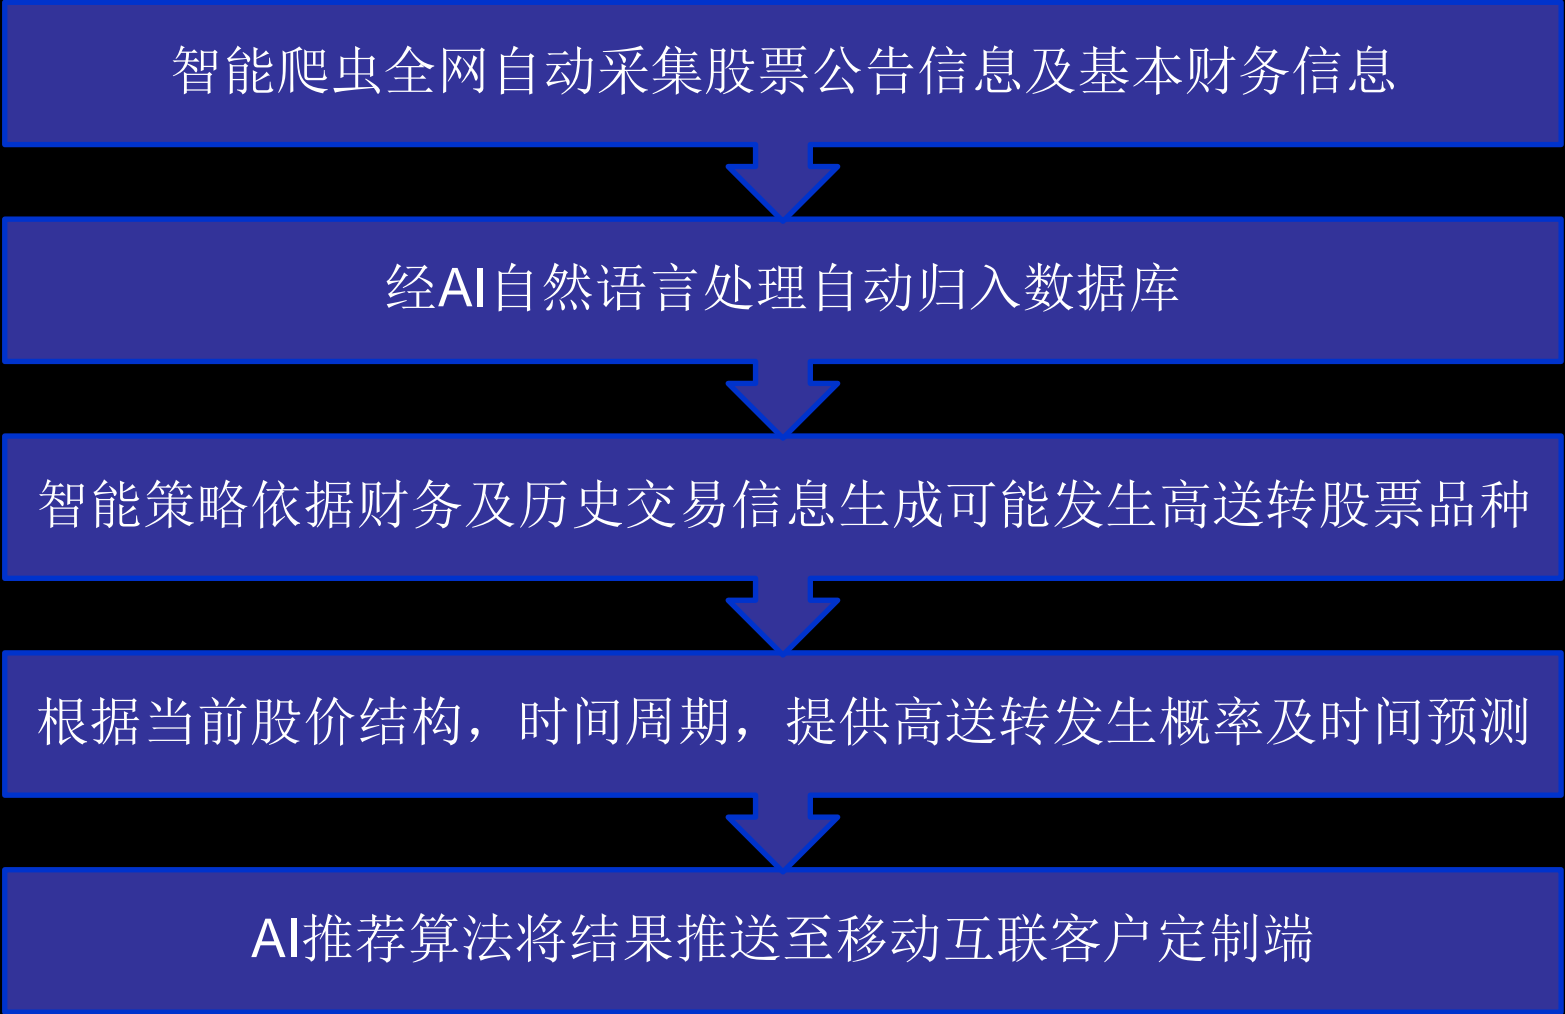 智能爬虫全网自动采集股票公告信息及基本财务信息
经AI自然语言处理自动归入数据库
智能策略依据财务及历史交易信息生成可能发生高送转股票品种
根据当前股价结构，时间周期，提供高送转发生概率及时间预测
AI推荐算法将结果推送至移动互联客户定制端